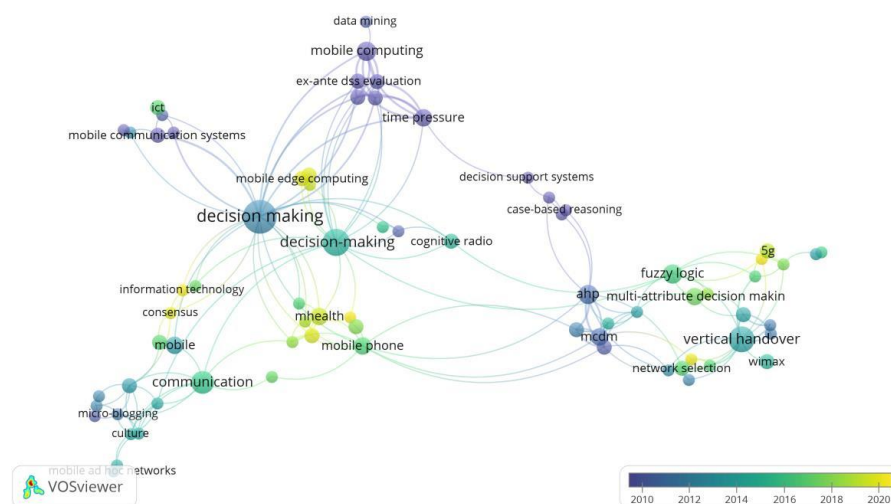 data mining
mobile computing
ex-ante dss evaluation
time pressure
ict
mobile communication systems
mobile edge computing
decision support systems
case-based reasoning
decision making
decision-making
cognitive radio
5g
fuzzy logic
information technology
ahp
multi-attribute decision makin
consensus
mhealth
mcdm
vertical handover
mobile
mobile phone
wimax
network selection
communication
micro-blogging
culture
mobile ad hoc networks
VOSviewer
2010 2012 2014 2016 2018 2020